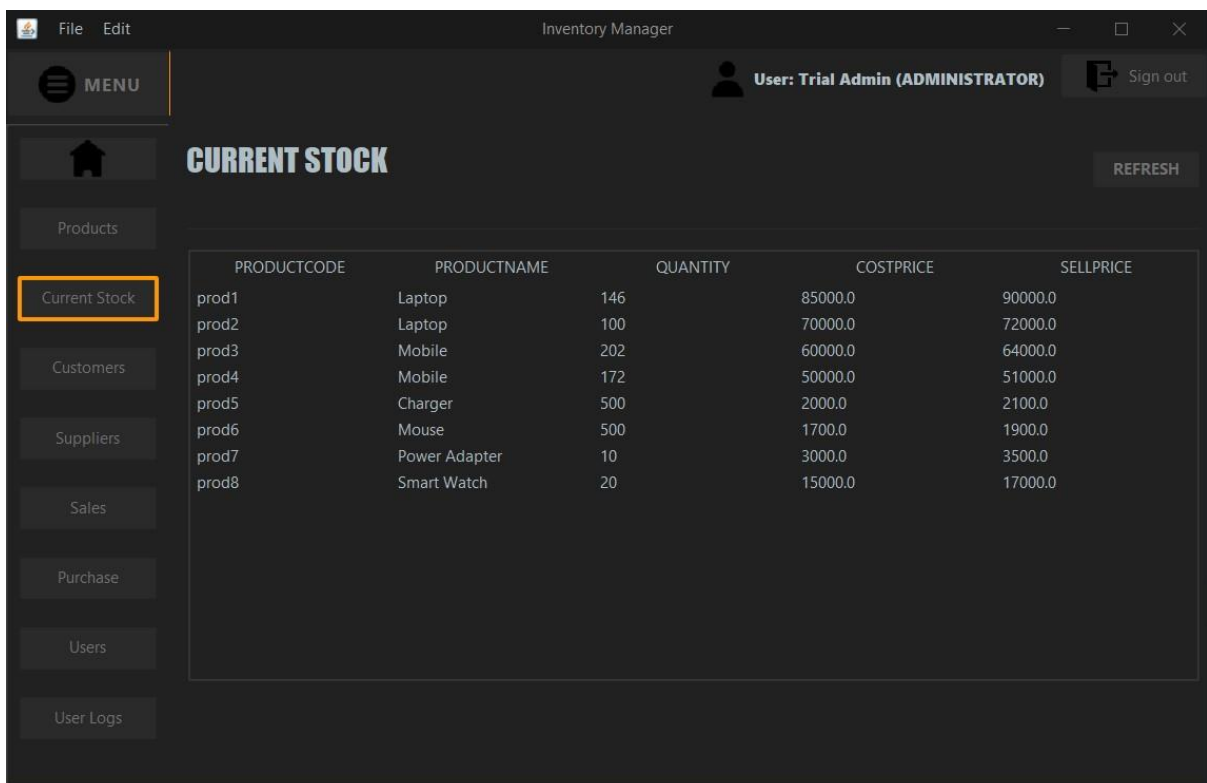 File Edit Inventory Manager
MENU User: Trial Admin (ADMINISTRATOR) Sign out
CURRENT STOCK
REFRESH
Products
Current Stock
Customers
Suppliers
Sales
Purchase
Users
User Logs
PRODUCTCODE PRODUCTNAME QUANTITY COSTPRICE SELLPRICE
prod1 Laptop 146 85000.0 90000.0
prod2 Laptop 100 70000.0 72000.0
prod3 Mobile 202 60000.0 64000.0
prod4 Mobile 172 50000.0 51000.0
prod5 Charger 500 2000.0 2100.0
prod6 Mouse 500 1700.0 1900.0
prod7 Power Adapter 10 3000.0 3500.0
prod8 Smart Watch 20 15000.0 17000.0